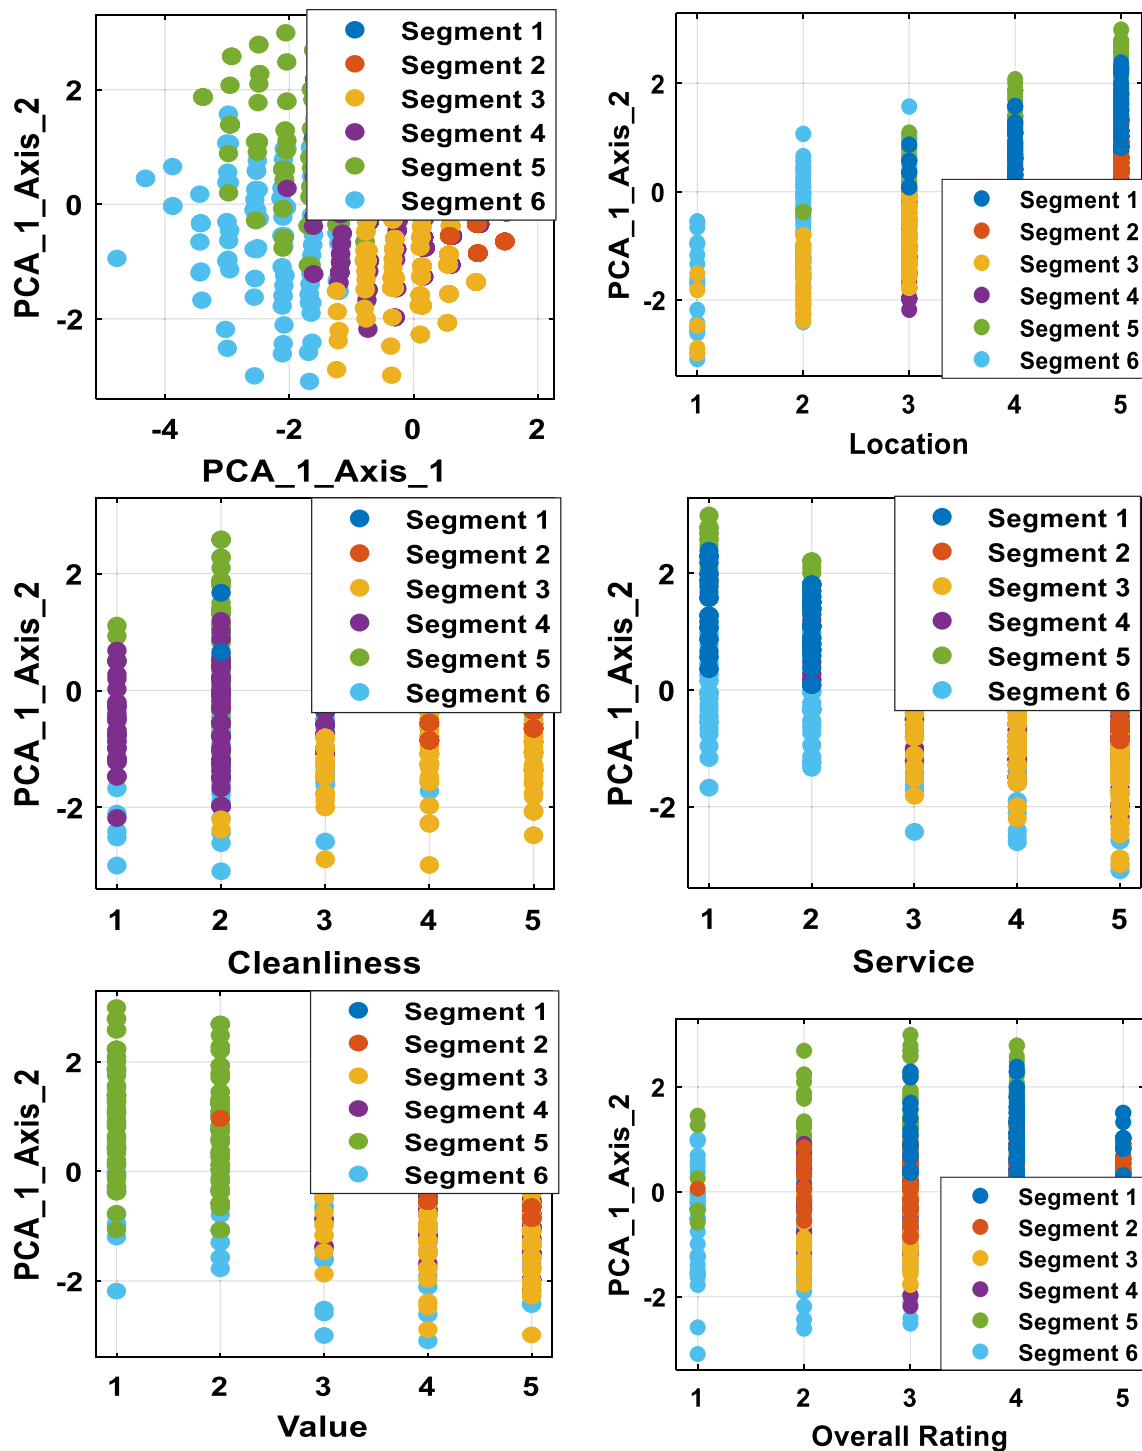 PCA_1_Axis_2
2
0
-2
-4
-2
0
2
PCA_1_Axis_1
Segment 1
Segment 2
Segment 3
Segment 4
Segment 5
Segment 6
PCA_1_Axis_2
2
0
-2
1
2
3
4
5
Location
Segment 1
Segment 2
Segment 3
Segment 4
Segment 5
Segment 6
PCA_1_Axis_2
2
0
-2
1
2
3
4
5
Cleanliness
Segment 1
Segment 2
Segment 3
Segment 4
Segment 5
Segment 6
PCA_1_Axis_2
2
0
-2
1
2
3
4
5
Service
Segment 1
Segment 2
Segment 3
Segment 4
Segment 5
Segment 6
PCA_1_Axis_2
2
0
-2
1
2
3
4
5
Value
Segment 1
Segment 2
Segment 3
Segment 4
Segment 5
Segment 6
PCA_1_Axis_2
2
0
-2
1
2
3
4
5
Overall Rating
Segment 1
Segment 2
Segment 3
Segment 4
Segment 5
Segment 6